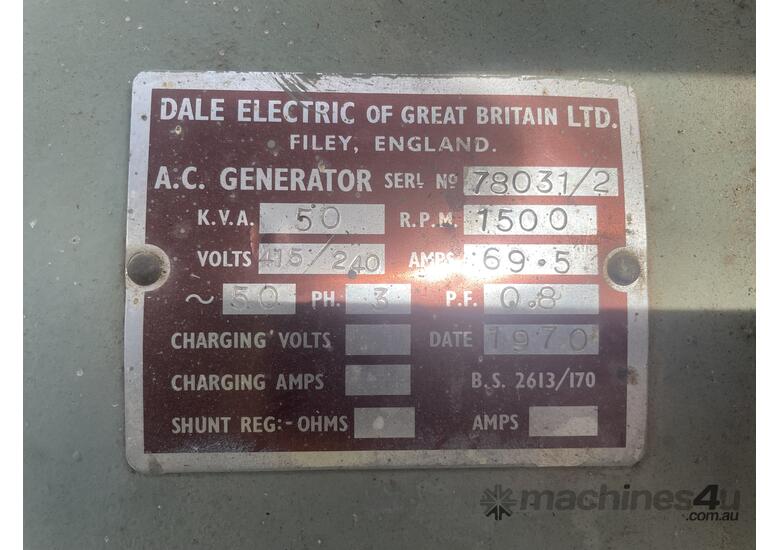 DALE ELECTRIC OF GREAT BRITAIN LTD.
FILEY, ENGLAND.
A.C. GENERATOR SERL Nº 78031/2
K.V.A. 50 R.P.M. 1500
VOLTS 415/240 AMPS 69.5
~ 50 PH. 3 P.F. 0.8
CHARGING VOLTS DATE 1970
CHARGING AMPS B.S. 2613/170
SHUNT REG:- OHMS AMPS
machines4u
.com.au